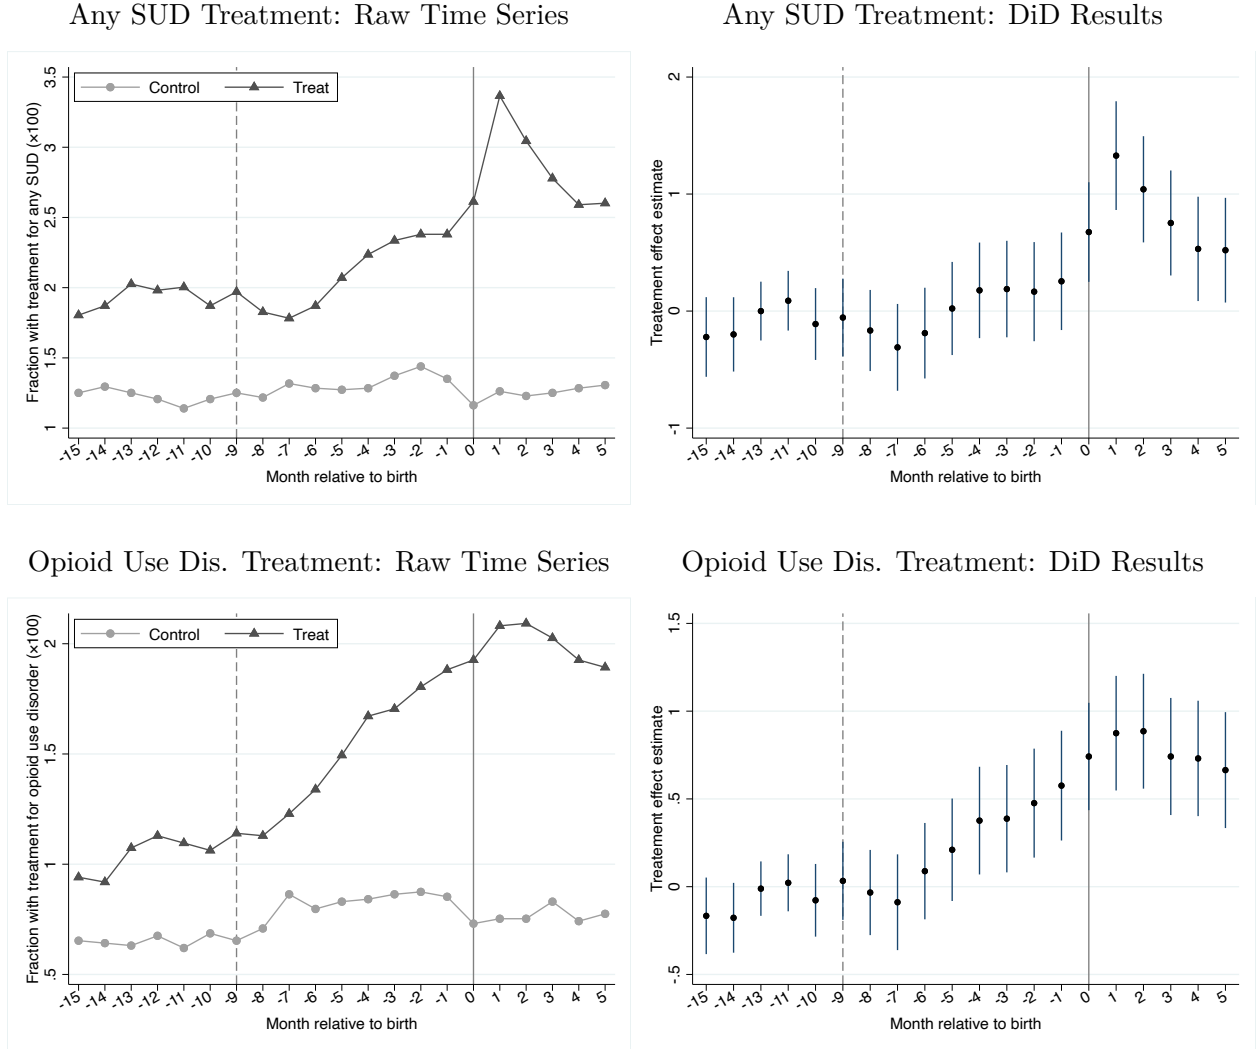 Any SUD Treatment: Raw Time Series
Any SUD Treatment: DiD Results
Fraction with treatment for any SUD (×100)
3.5
3
2.5
2
1.5
1
Control
Treat
-15 -14 -13 -12 -11 -10 -9 -8 -7 -6 -5 -4 -3 -2 -1 0 1 2 3 4 5
Month relative to birth
Treatement effect estimate
2
1
0
-1
-15 -14 -13 -11 -10 -9 -8 -7 -6 -5 -4 -3 -2 -1 0 1 2 3 4 5
Month relative to birth
Opioid Use Dis. Treatment: Raw Time Series
Opioid Use Dis. Treatment: DiD Results
Fraction with treatment for opioid use disorder (×100)
2
1.5
1
.5
Control
Treat
-15 -14 -13 -12 -11 -10 -9 -8 -7 -6 -5 -4 -3 -2 -1 0 1 2 3 4 5
Month relative to birth
Treatement effect estimate
1.5
1
.5
0
-.5
-15 -14 -13 -11 -10 -9 -8 -7 -6 -5 -4 -3 -2 -1 0 1 2 3 4 5
Month relative to birth